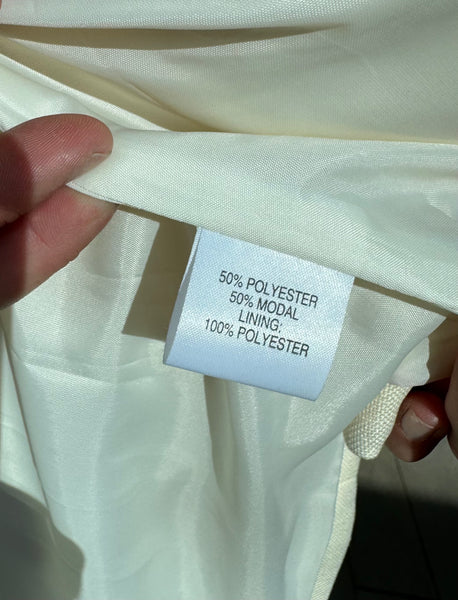 50% POLYESTER
50% MODAL
LINING;
100% POLYESTER